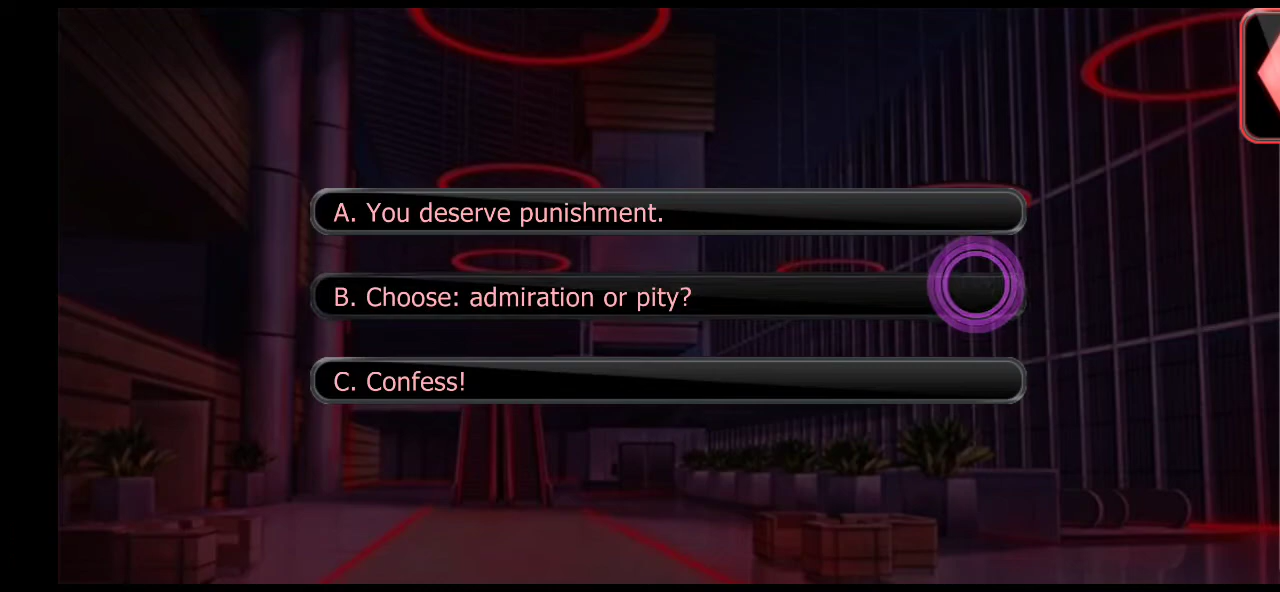 A. You deserve punishment.
B. Choose: admiration or pity?
C. Confess!